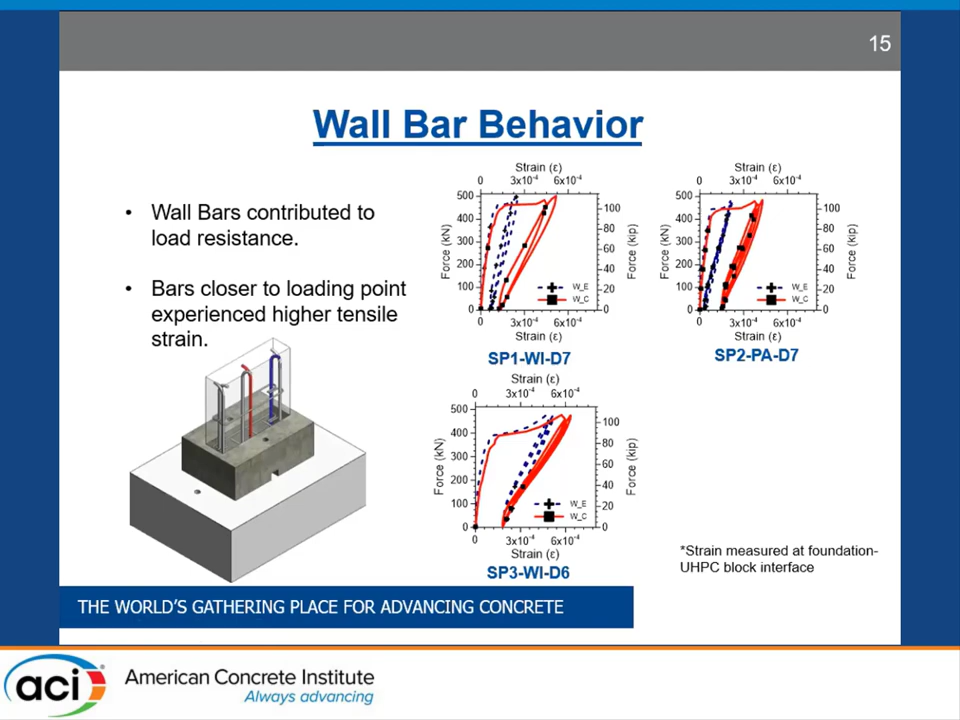 15
Wall Bar Behavior
• Wall Bars contributed to
load resistance.
• Bars closer to loading point
experienced higher tensile
strain.
Strain (ε)
0 3x10⁻⁴ 6x10⁻⁴
Force (kN)
500
400
300
200
100
0
Force (kip)
100
80
60
40
20
0
W_E
W_C
0 3x10⁻⁴ 6x10⁻⁴
Strain (ε)
SP1-WI-D7
Strain (ε)
0 3x10⁻⁴ 6x10⁻⁴
Force (kN)
500
400
300
200
100
0
Force (kip)
100
80
60
40
20
0
W_E
W_C
0 3x10⁻⁴ 6x10⁻⁴
Strain (ε)
SP2-PA-D7
Strain (ε)
0 3x10⁻⁴ 6x10⁻⁴
Force (kN)
500
400
300
200
100
0
Force (kip)
100
80
60
40
20
0
W_E
W_C
0 3x10⁻⁴ 6x10⁻⁴
Strain (ε)
SP3-WI-D6
*Strain measured at foundation-
UHPC block interface
THE WORLD'S GATHERING PLACE FOR ADVANCING CONCRETE
aci®
American Concrete Institute
Always advancing